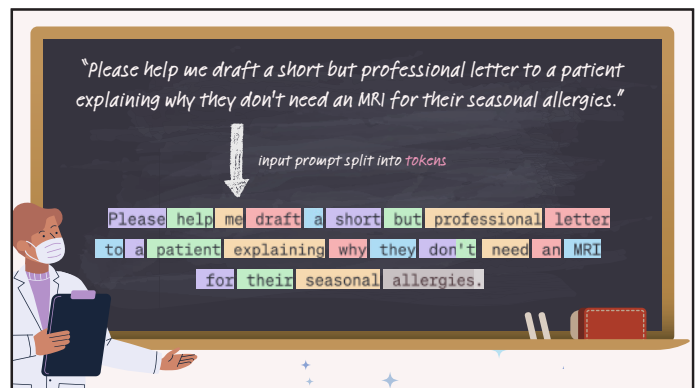 "Please help me draft a short but professional letter to a patient
explaining why they don't need an MRI for their seasonal allergies."
input prompt split into tokens
Please help me draft a short but professional letter
to a patient explaining why they don't need an MRI
for their seasonal allergies.